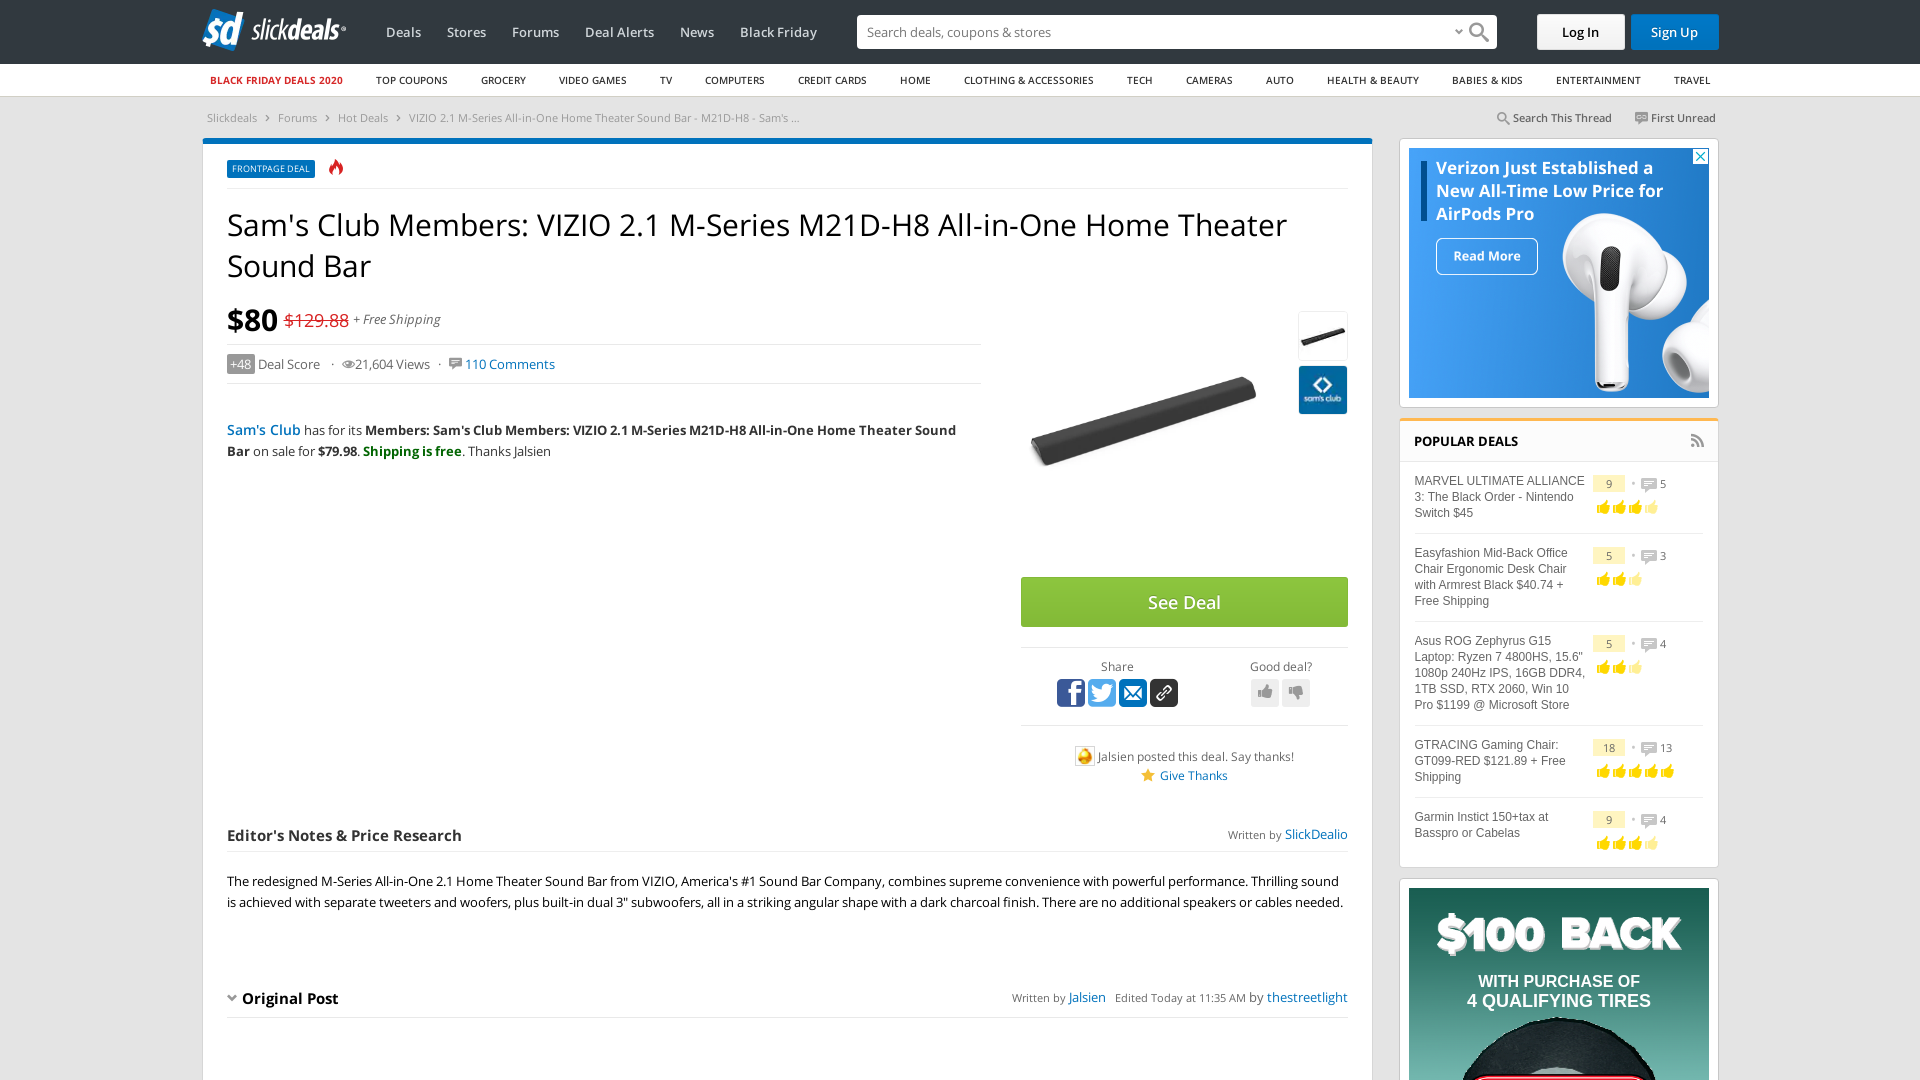 sd slickdeals
Deals
Stores
Forums
Deal Alerts
News
Black Friday
Search deals, coupons & stores
Log In
Sign Up
BLACK FRIDAY DEALS 2020
TOP COUPONS
GROCERY
VIDEO GAMES
TV
COMPUTERS
CREDIT CARDS
HOME
CLOTHING & ACCESSORIES
TECH
CAMERAS
AUTO
HEALTH & BEAUTY
BABIES & KIDS
ENTERTAINMENT
TRAVEL
Slickdeals > Forums > Hot Deals > VIZIO 2.1 M-Series All-in-One Home Theater Sound Bar - M21D-H8 - Sam's ...
Search This Thread
First Unread
FRONTPAGE DEAL
Sam's Club Members: VIZIO 2.1 M-Series M21D-H8 All-in-One Home Theater
Sound Bar
$80 $129.88 + Free Shipping
+48 Deal Score · 21,604 Views · 110 Comments
Sam's Club has for its Members: Sam's Club Members: VIZIO 2.1 M-Series M21D-H8 All-in-One Home Theater Sound
Bar on sale for $79.98. Shipping is free. Thanks Jalsien
sam's club
See Deal
Share
Good deal?
Jalsien posted this deal. Say thanks!
Give Thanks
Editor's Notes & Price Research
Written by SlickDealio
The redesigned M-Series All-in-One 2.1 Home Theater Sound Bar from VIZIO, America's #1 Sound Bar Company, combines supreme convenience with powerful performance. Thrilling sound
is achieved with separate tweeters and woofers, plus built-in dual 3" subwoofers, all in a striking angular shape with a dark charcoal finish. There are no additional speakers or cables needed.
Original Post
Written by Jalsien Edited Today at 11:35 AM by thestreetlight
Verizon Just Established a
New All-Time Low Price for
AirPods Pro
Read More
POPULAR DEALS
MARVEL ULTIMATE ALLIANCE
3: The Black Order - Nintendo
Switch $45
9 • 5
Easyfashion Mid-Back Office
Chair Ergonomic Desk Chair
with Armrest Black $40.74 +
Free Shipping
5 • 3
Asus ROG Zephyrus G15
Laptop: Ryzen 7 4800HS, 15.6"
1080p 240Hz IPS, 16GB DDR4,
1TB SSD, RTX 2060, Win 10
Pro $1199 @ Microsoft Store
5 • 4
GTRACING Gaming Chair:
GT099-RED $121.89 + Free
Shipping
18 • 13
Garmin Instict 150+tax at
Basspro or Cabelas
9 • 4
$100 BACK
WITH PURCHASE OF
4 QUALIFYING TIRES